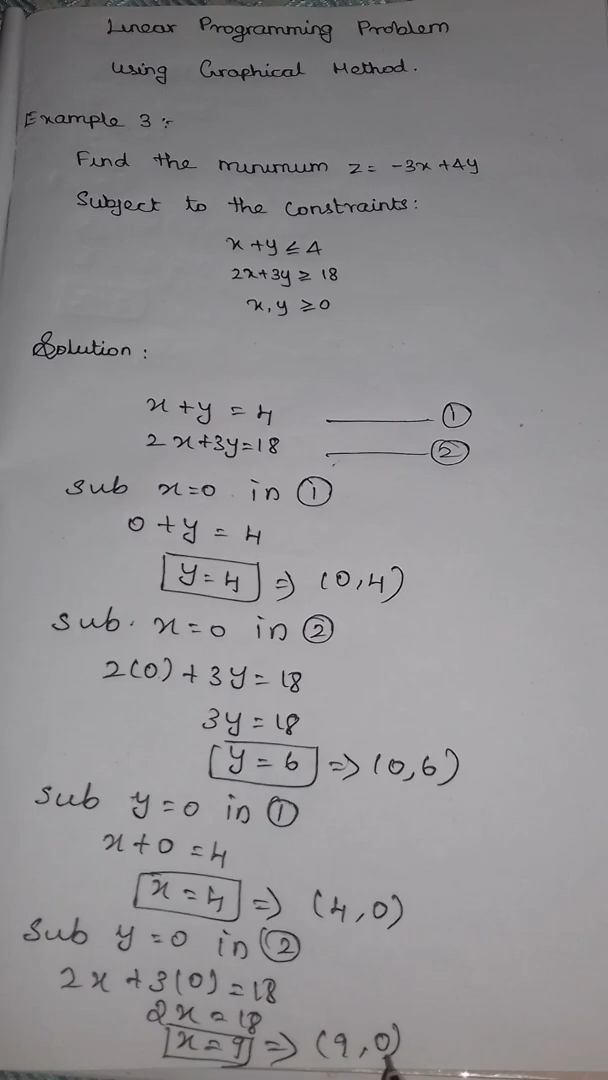 Linear Programming Problem
using Graphical Method.
Example 3 :-
Find the minimum z = -3x +4y
Subject to the constraints:
x + y ≤ 4
2x+3y ≥ 18
x, y ≥ 0
Solution :
x + y = 4 ——— ①
2x+3y=18 ——— ②
sub x=0 in ①
0 + y = 4
y = 4 => (0,4)
sub. x=0 in ②
2(0) + 3y = 18
3y = 18
y = 6 => (0,6)
sub y=0 in ①
x + 0 = 4
x = 4 => (4,0)
sub y=0 in ②
2x + 3(0) = 18
2x = 18
x = 9 => (9,0)